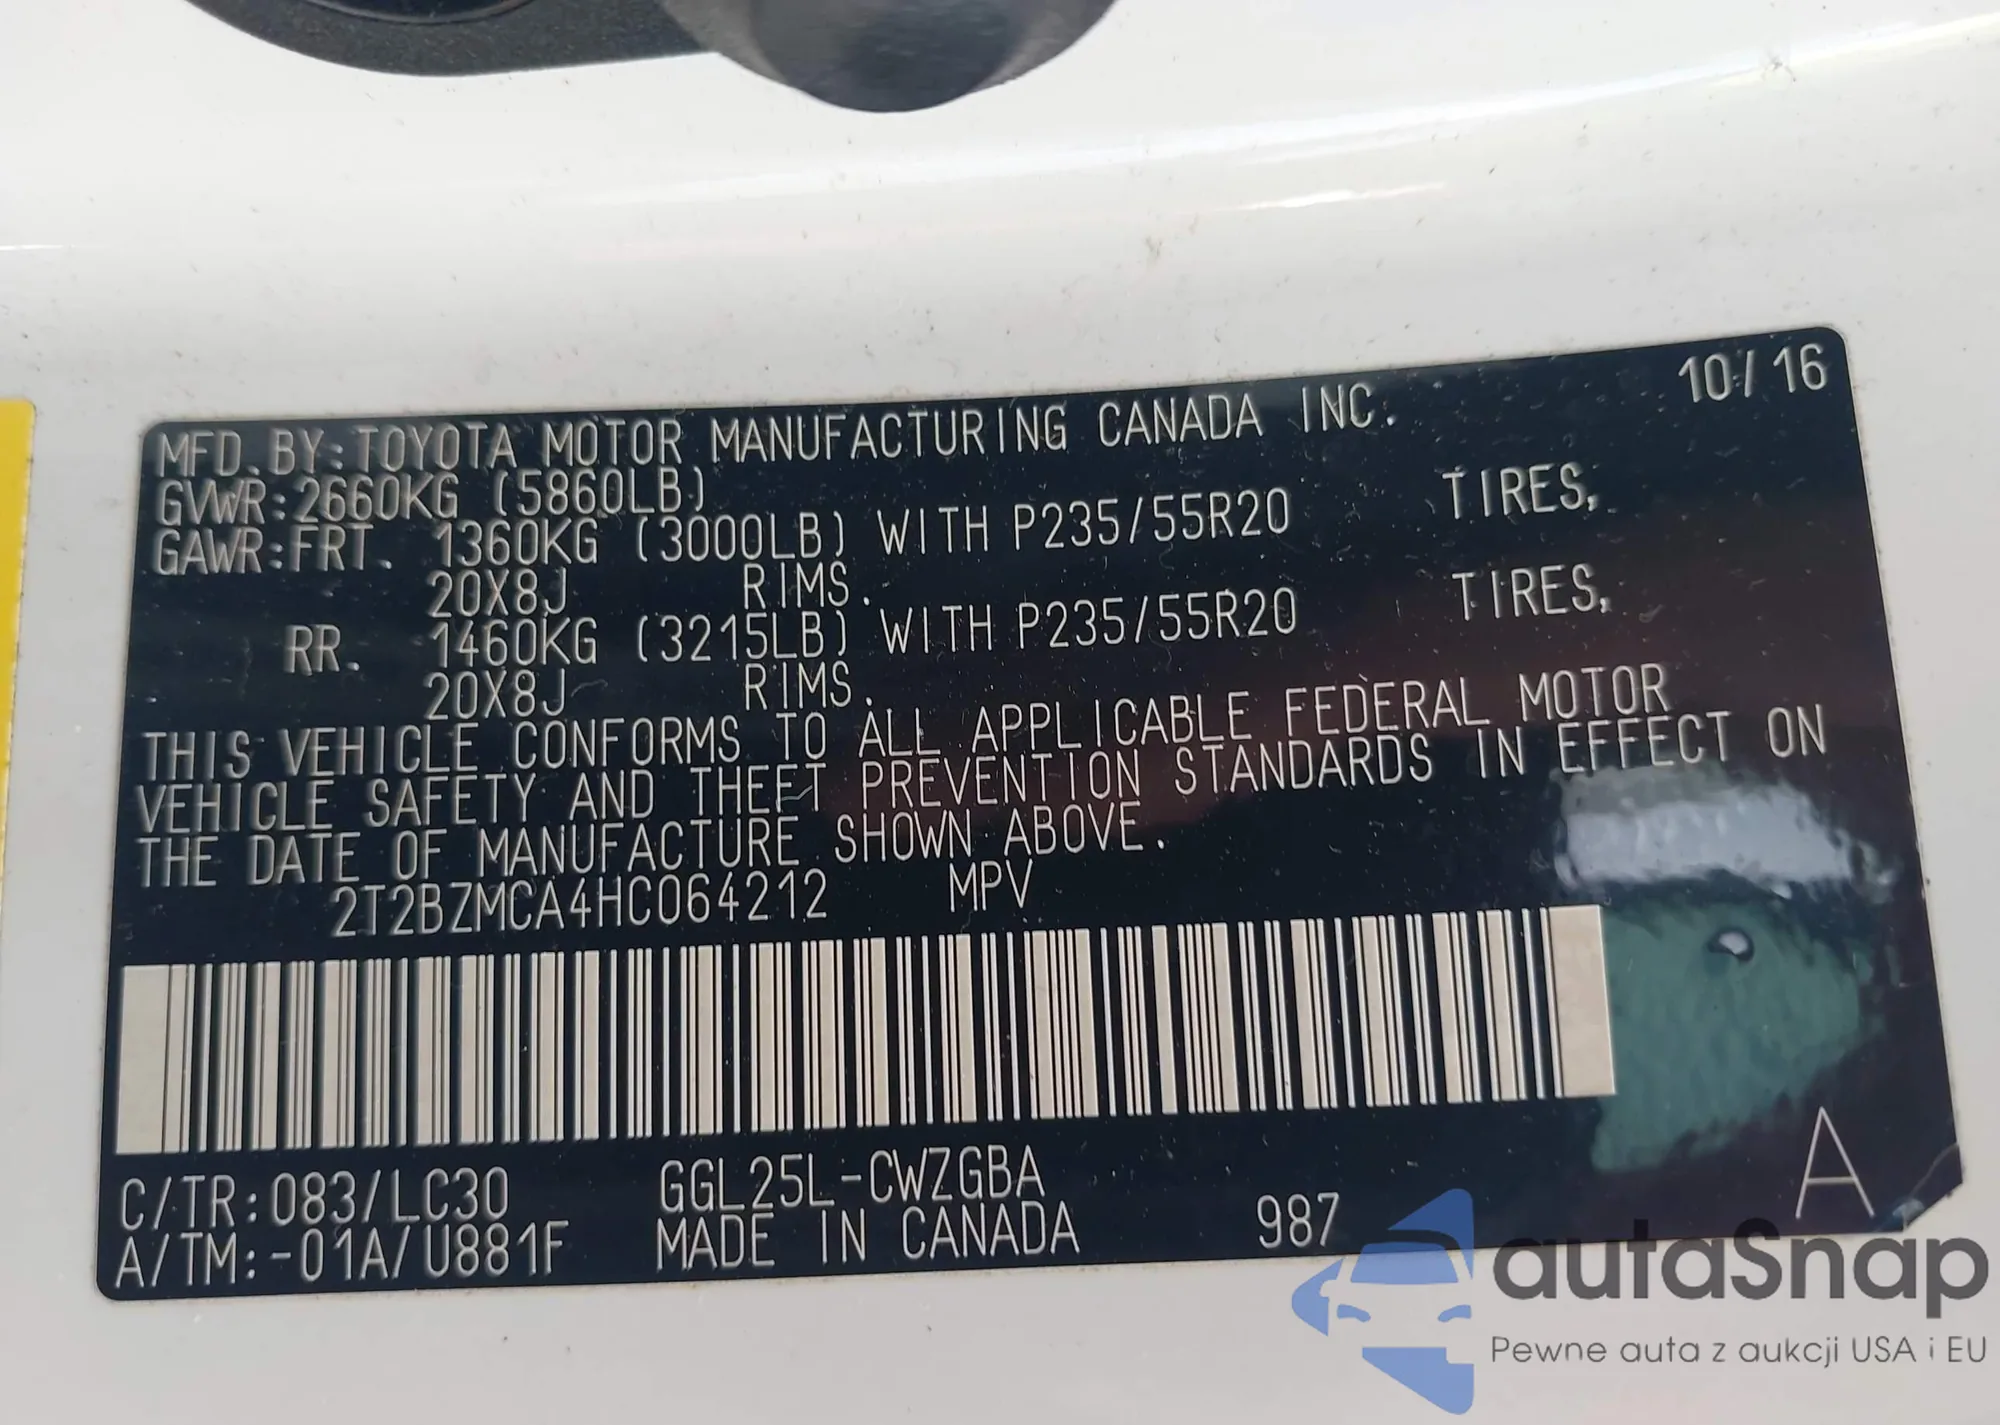 10/16
MFD.BY:TOYOTA MOTOR MANUFACTURING CANADA INC.
GVWR:2660KG (5860LB)
GAWR:FRT. 1360KG (3000LB) WITH P235/55R20 TIRES,
20X8J RIMS.
RR. 1460KG (3215LB) WITH P235/55R20 TIRES,
20X8J RIMS.
THIS VEHICLE CONFORMS TO ALL APPLICABLE FEDERAL MOTOR
VEHICLE SAFETY AND THEFT PREVENTION STANDARDS IN EFFECT ON
THE DATE OF MANUFACTURE SHOWN ABOVE.
2T2BZMCA4HC064212 MPV
C/TR:083/LC30 GGL25L-CWZGBA
A/TM:-01A/U881F MADE IN CANADA 987 A
autaSnap
Pewne auta z aukcji USA i EU